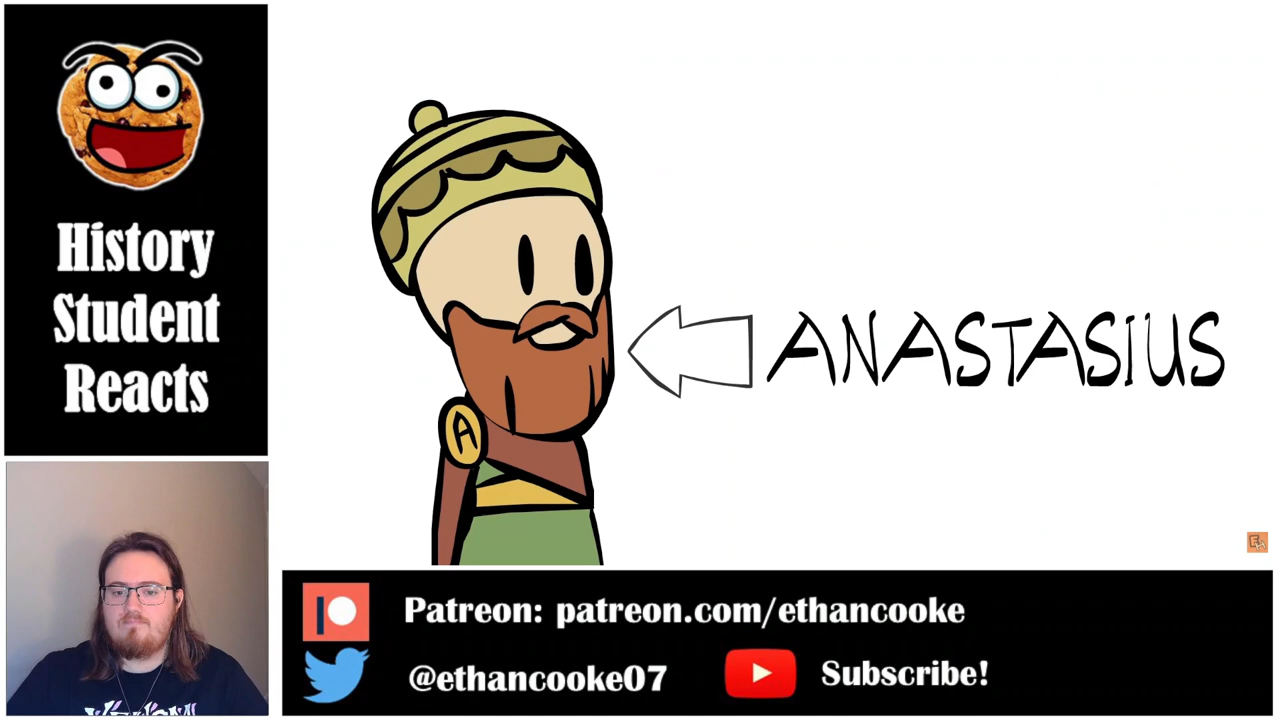 History
Student
Reacts
A
ANASTASIUS
Patreon: patreon.com/ethancooke
@ethancooke07
Subscribe!